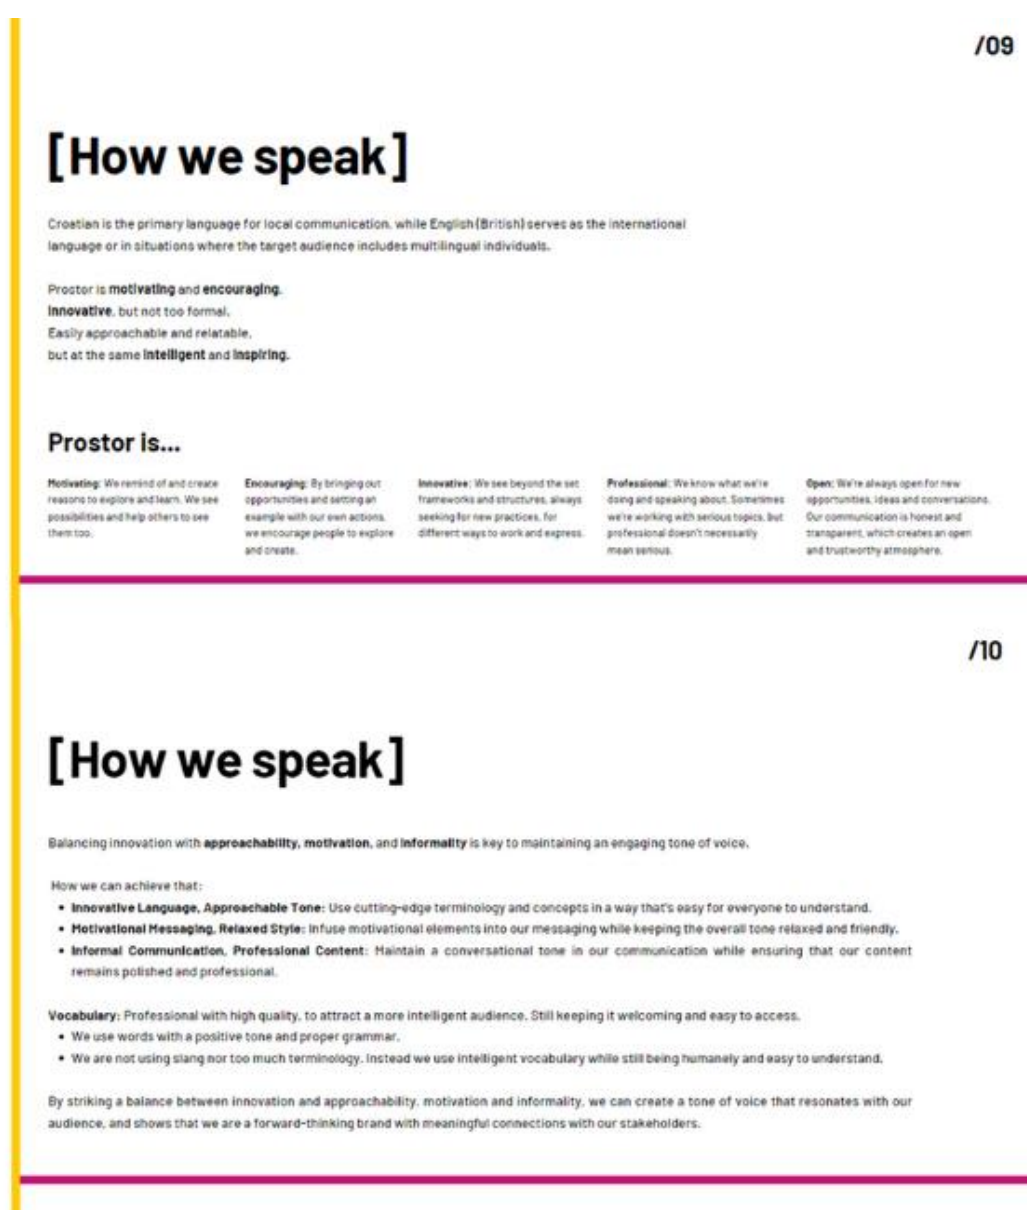 /09
[How we speak]
Croatian is the primary language for local communication, while English (British) serves as the international
language or in situations where the target audience includes multilingual individuals.
Prostor is motivating and encouraging.
Innovative, but not too formal.
Easily approachable and relatable,
but at the same intelligent and inspiring.
Prostor is...
Motivating: We remind of and create
reasons to explore and learn. We see
possibilities and help others to see
them too.
Encouraging: By bringing out
opportunities and setting an
example with our own actions,
we encourage people to explore
and create.
Innovative: We see beyond the set
frameworks and structures, always
seeking for new practices, for
different ways to work and express.
Professional: We know what we're
doing and speaking about. Sometimes
we're working with serious topics, but
professional doesn't necessarily
mean serious.
Open: We're always open for new
opportunities, ideas and conversations.
Our communication is honest and
transparent, which creates an open
and trustworthy atmosphere.
/10
[How we speak]
Balancing innovation with approachability, motivation, and informality is key to maintaining an engaging tone of voice.
How we can achieve that:
• Innovative Language, Approachable Tone: Use cutting-edge terminology and concepts in a way that's easy for everyone to understand.
• Motivational Messaging, Relaxed Style: Infuse motivational elements into our messaging while keeping the overall tone relaxed and friendly.
• Informal Communication, Professional Content: Maintain a conversational tone in our communication while ensuring that our content
remains polished and professional.
Vocabulary: Professional with high quality, to attract a more intelligent audience. Still keeping it welcoming and easy to access.
• We use words with a positive tone and proper grammar.
• We are not using slang nor too much terminology. Instead we use intelligent vocabulary while still being humanely and easy to understand.
By striking a balance between innovation and approachability, motivation and informality, we can create a tone of voice that resonates with our
audience, and shows that we are a forward-thinking brand with meaningful connections with our stakeholders.